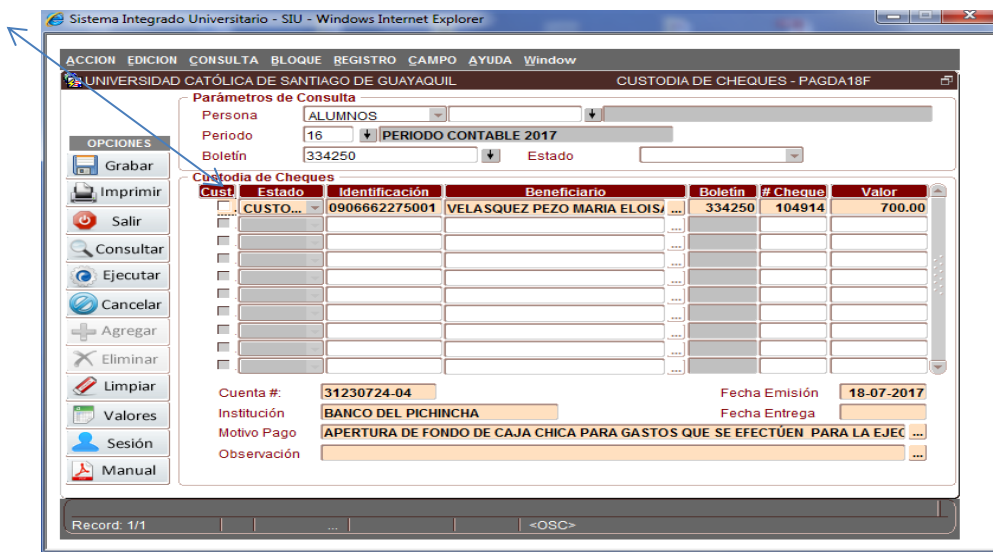 Sistema Integrado Universitario - SIU - Windows Internet Explorer
ACCION EDICION CONSULTA BLOQUE REGISTRO CAMPO AYUDA Window
UNIVERSIDAD CATÓLICA DE SANTIAGO DE GUAYAQUIL CUSTODIA DE CHEQUES - PAGDA18F
Parámetros de Consulta
Persona ALUMNOS
Periodo 16 PERIODO CONTABLE 2017
Boletín 334250 Estado
OPCIONES
Grabar
Imprimir
Salir
Consultar
Ejecutar
Cancelar
Agregar
Eliminar
Limpiar
Valores
Sesión
Manual
Custodia de Cheques
Cust. Estado Identificación Beneficiario Boletín # Cheque Valor
CUSTO... 0906662275001 VELASQUEZ PEZO MARIA ELOISA ... 334250 104914 700.00
...
...
...
...
...
...
...
...
...
Cuenta #: 31230724-04 Fecha Emisión 18-07-2017
Institución BANCO DEL PICHINCHA Fecha Entrega
Motivo Pago APERTURA DE FONDO DE CAJA CHICA PARA GASTOS QUE SE EFECTÚEN PARA LA EJEC ...
Observación ...
Record: 1/1 ... <OSC>